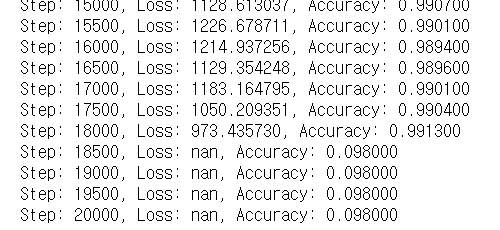 Step: 15000, Loss: 1128.613037, Accuracy: 0.990700
Step: 15500, Loss: 1226.678711, Accuracy: 0.990100
Step: 16000, Loss: 1214.937256, Accuracy: 0.989400
Step: 16500, Loss: 1129.354248, Accuracy: 0.989600
Step: 17000, Loss: 1183.164795, Accuracy: 0.990100
Step: 17500, Loss: 1050.209351, Accuracy: 0.990400
Step: 18000, Loss: 973.435730, Accuracy: 0.991300
Step: 18500, Loss: nan, Accuracy: 0.098000
Step: 19000, Loss: nan, Accuracy: 0.098000
Step: 19500, Loss: nan, Accuracy: 0.098000
Step: 20000, Loss: nan, Accuracy: 0.098000